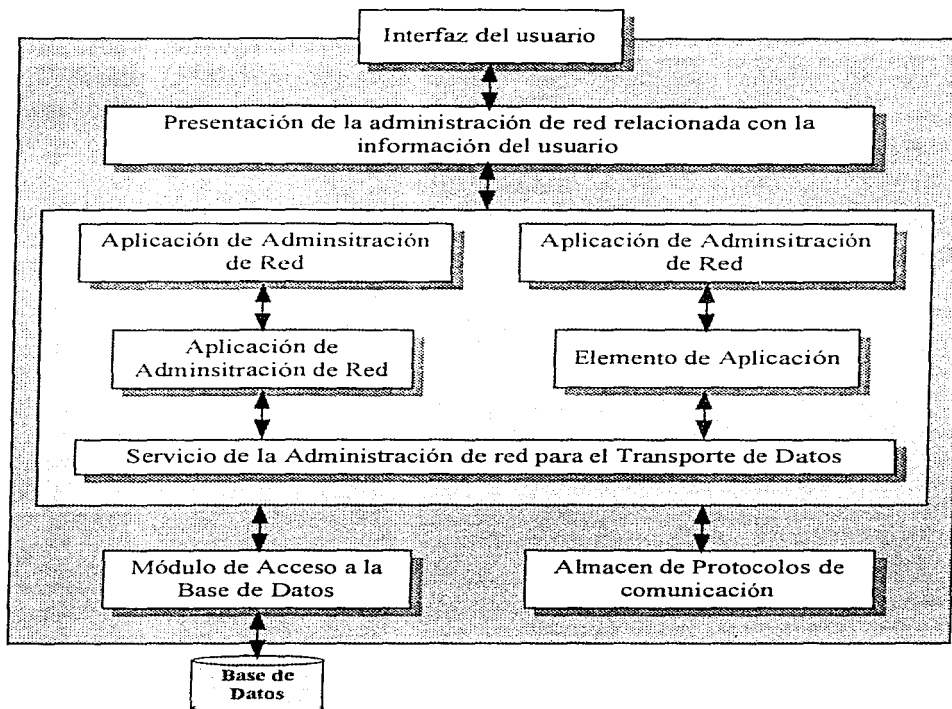 Interfaz del usuario
Presentación de la administración de red relacionada con la
información del usuario
Aplicación de Adminsitración
de Red
Aplicación de Adminsitración
de Red
Aplicación de
Adminsitración de Red
Elemento de Aplicación
Servicio de la Administración de red para el Transporte de Datos
Módulo de Acceso a la
Base de Datos
Almacen de Protocolos de
comunicación
Base de
Datos